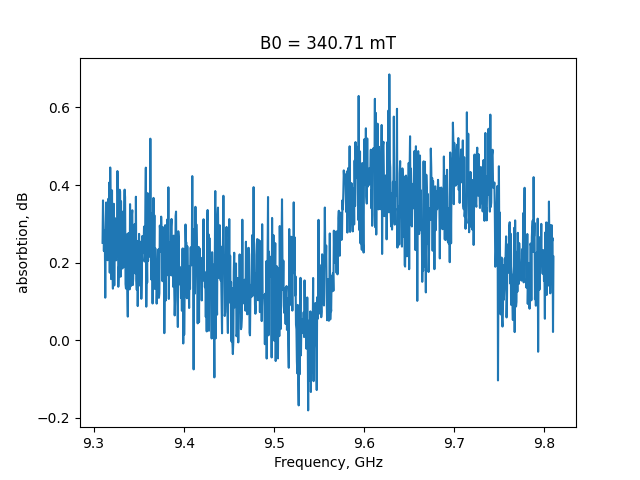 B0 = 340.71 mT
absorbtion, dB
0.6
0.4
0.2
0.0
−0.2
9.3 9.4 9.5 9.6 9.7 9.8
Frequency, GHz